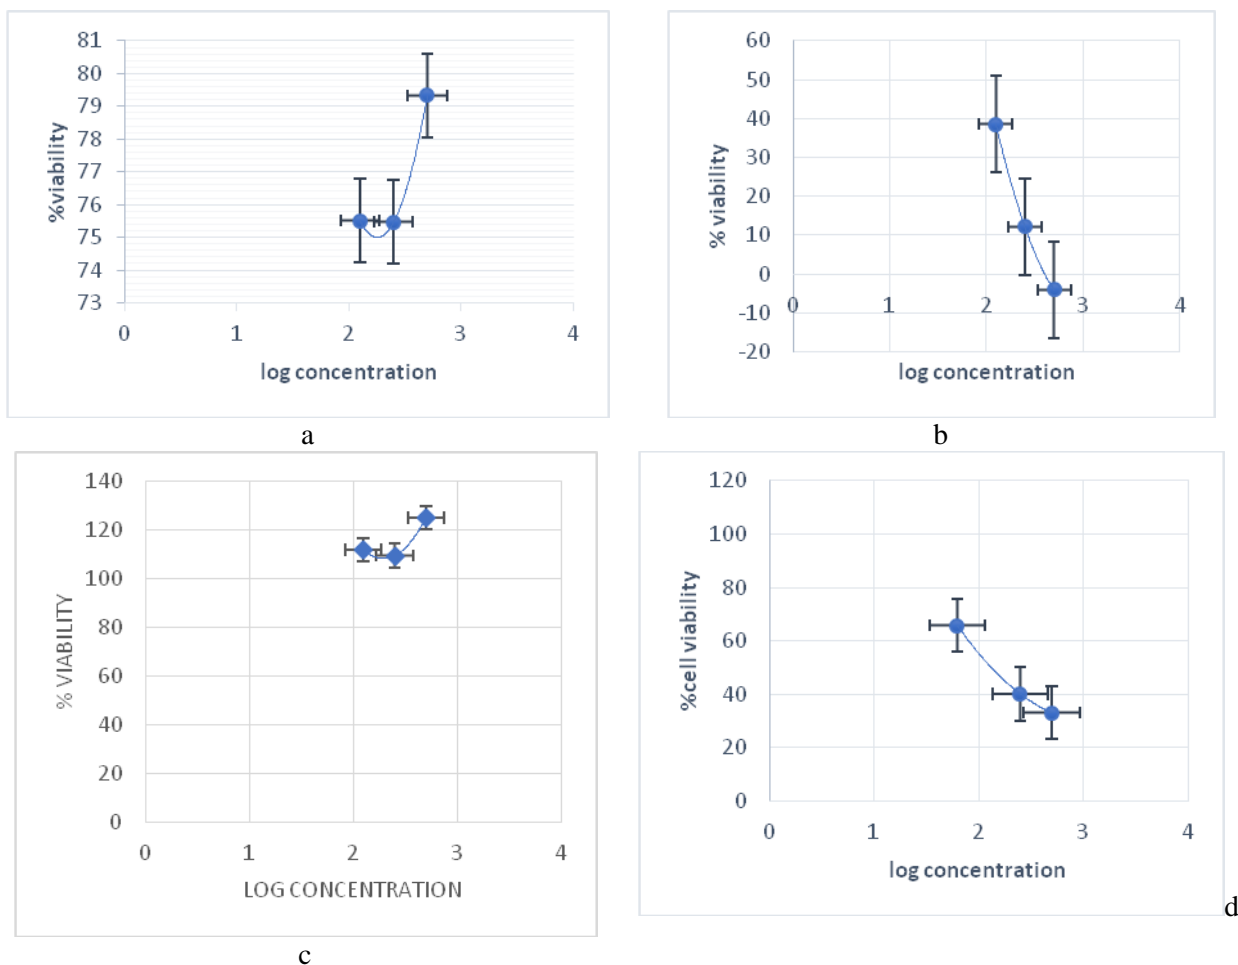 81
80
79
78
77
76
75
74
73
%viability
0 1 2 3 4
log concentration
a
60
50
40
30
20
10
0
-10
-20
% viability
0 1 2 3 4
log concentration
b
140
120
100
80
60
40
20
0
% VIABILITY
0 1 2 3 4
LOG CONCENTRATION
c
120
100
80
60
40
20
0
%cell viability
0 1 2 3 4
log concentration
d